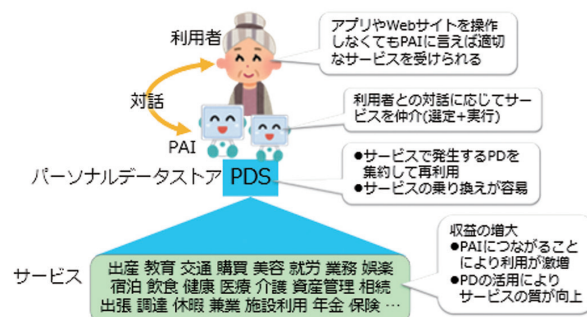 利用者
アプリやWebサイトを操作
しなくてもPAIに言えば適切
なサービスを受けられる
対話
利用者との対話に応じてサー
ビスを仲介(選定+実行)
PAI
パーソナルデータストア PDS
●サービスで発生するPDを
集約して再利用
●サービスの乗り換えが容易
収益の増大
●PAIにつながること
により利用が激増
●PDの活用により
サービスの質が向上
サービス
出産 教育 交通 購買 美容 就労 業務 娯楽
宿泊 飲食 健康 医療 介護 資産管理 相続
出張 調達 休暇 兼業 施設利用 年金 保険 …